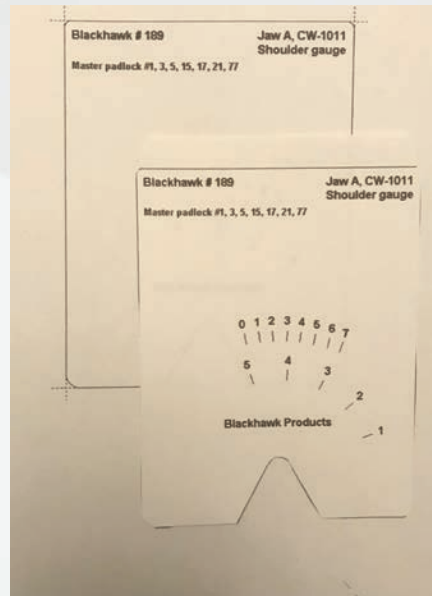 Blackhawk # 189
Jaw A, CW-1011
Shoulder gauge
Master padlock #1, 3, 5, 15, 17, 21, 77
Blackhawk # 189
Jaw A, CW-1011
Shoulder gauge
Master padlock #1, 3, 5, 15, 17, 21, 77
0 1 2 3 4 5 6 7
5 4 3 2 1
Blackhawk Products